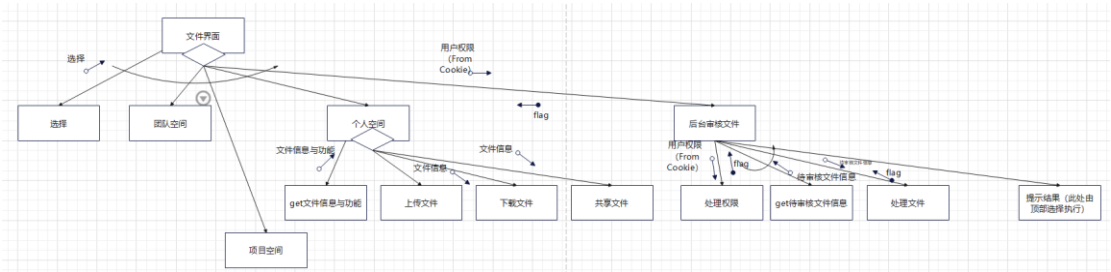 文件界面
选择
用户权限
（From
Cookie）
选择
团队空间
个人空间
flag
后台审核文件
文件信息与功能
文件信息
文件信息
用户权限
（From
Cookie）
flag
待审核文件信息
flag
get文件信息与功能
上传文件
下载文件
共享文件
处理权限
get待审核文件信息
处理文件
提示结果（此处由
顶部选择执行）
项目空间